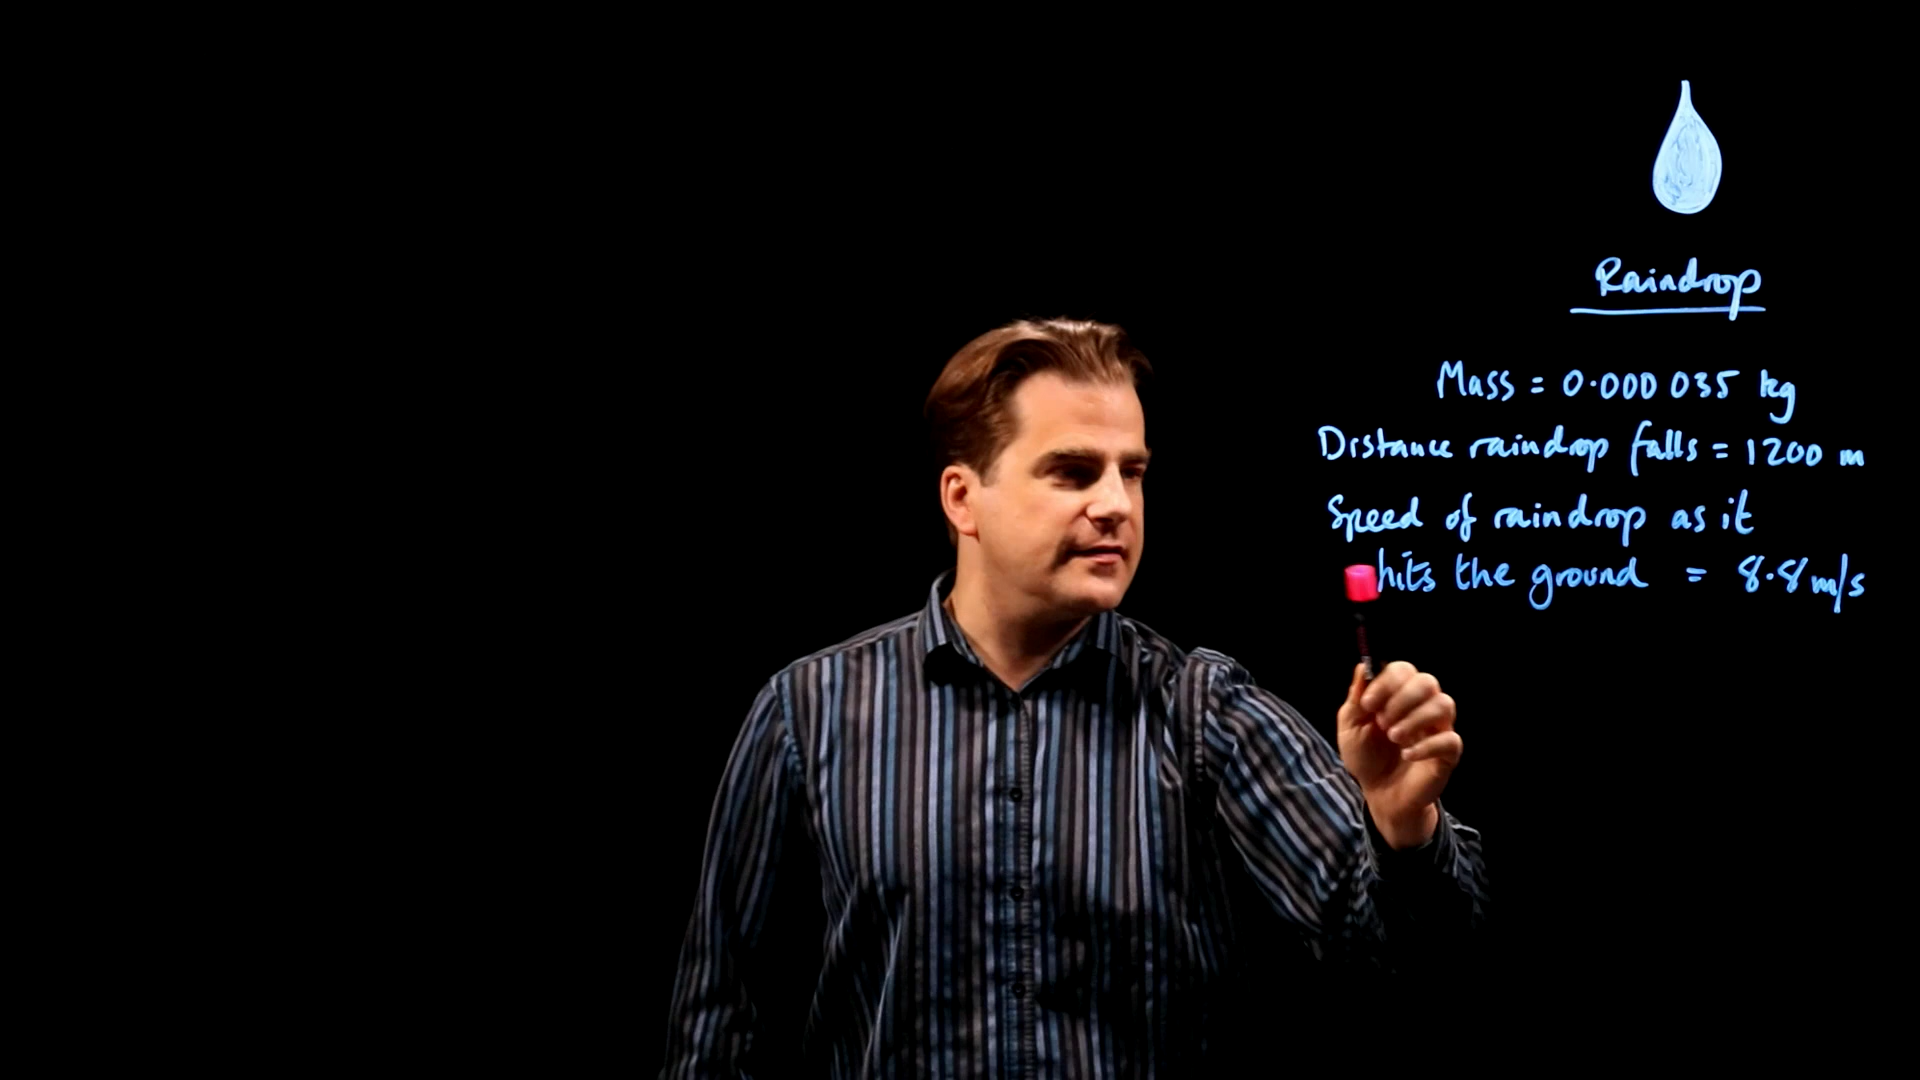 Raindrop
Mass = 0.000 035 kg
Distance raindrop falls = 1200 m
Speed of raindrop as it
hits the ground = 8.8 m/s